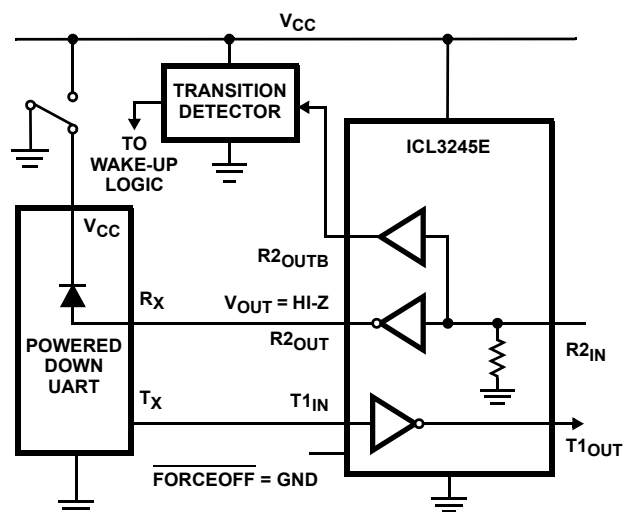 VCC
TRANSITION
DETECTOR
TO
WAKE-UP
LOGIC
ICL3245E
VCC
R2OUTB
RX
VOUT = HI-Z
R2OUT
POWERED
DOWN
UART
R2IN
TX
T1IN
T1OUT
FORCEOFF = GND